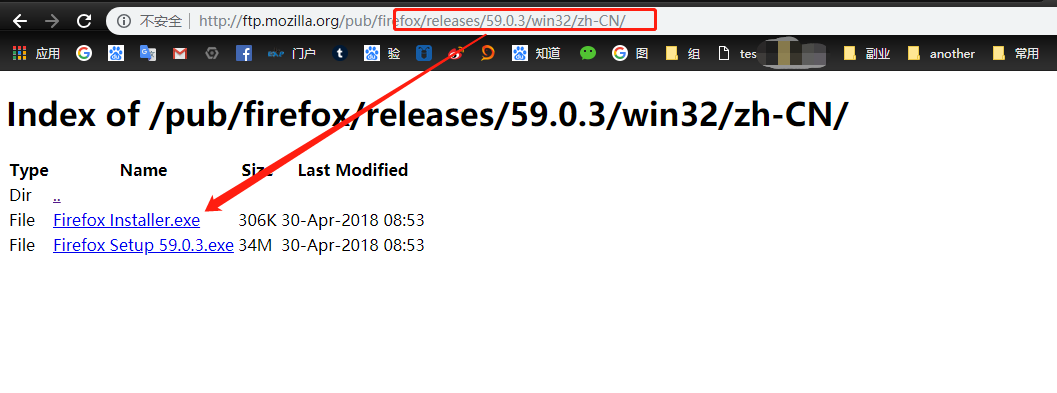 不安全 | http://ftp.mozilla.org/pub/firefox/releases/59.0.3/win32/zh-CN/
应用 门户 验 知道 图 组 tes 副业 another 常用
Index of /pub/firefox/releases/59.0.3/win32/zh-CN/
Type Name Size Last Modified
Dir ..
File Firefox Installer.exe 306K 30-Apr-2018 08:53
File Firefox Setup 59.0.3.exe 34M 30-Apr-2018 08:53